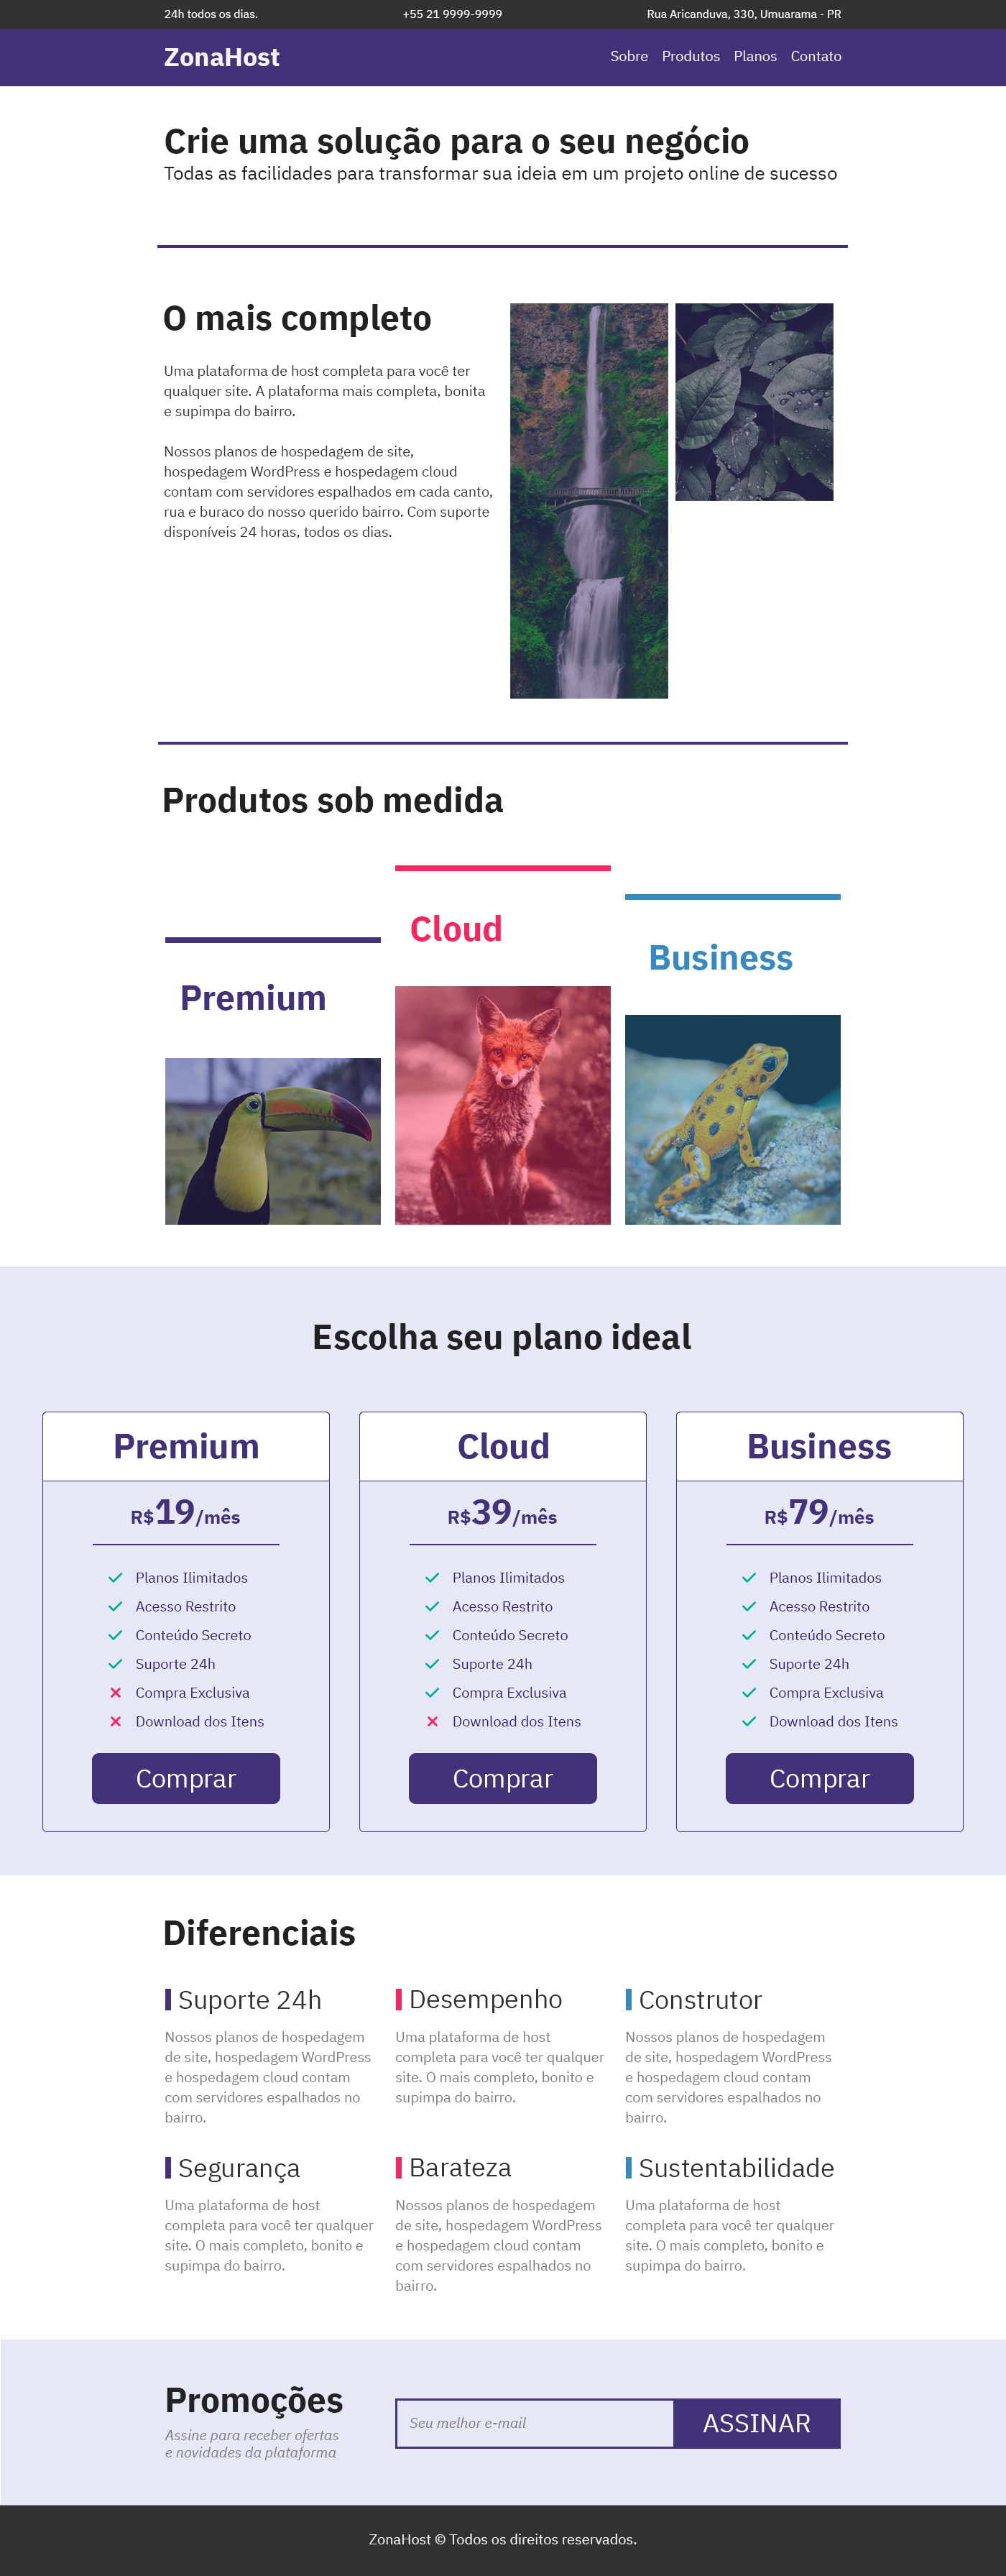 24h todos os dias.
+55 21 9999-9999
Rua Aricanduva, 330, Umuarama - PR
ZonaHost
Sobre Produtos Planos Contato
Crie uma solução para o seu negócio
Todas as facilidades para transformar sua ideia em um projeto online de sucesso
O mais completo
Uma plataforma de host completa para você ter
qualquer site. A plataforma mais completa, bonita
e supimpa do bairro.
Nossos planos de hospedagem de site,
hospedagem WordPress e hospedagem cloud
contam com servidores espalhados em cada canto,
rua e buraco do nosso querido bairro. Com suporte
disponíveis 24 horas, todos os dias.
Produtos sob medida
Premium
Cloud
Business
Escolha seu plano ideal
Premium
R$19/mês
Planos Ilimitados
Acesso Restrito
Conteúdo Secreto
Suporte 24h
Compra Exclusiva
Download dos Itens
Comprar
Cloud
R$39/mês
Planos Ilimitados
Acesso Restrito
Conteúdo Secreto
Suporte 24h
Compra Exclusiva
Download dos Itens
Comprar
Business
R$79/mês
Planos Ilimitados
Acesso Restrito
Conteúdo Secreto
Suporte 24h
Compra Exclusiva
Download dos Itens
Comprar
Diferenciais
Suporte 24h
Nossos planos de hospedagem
de site, hospedagem WordPress
e hospedagem cloud contam
com servidores espalhados no
bairro.
Desempenho
Uma plataforma de host
completa para você ter qualquer
site. O mais completo, bonito e
supimpa do bairro.
Construtor
Nossos planos de hospedagem
de site, hospedagem WordPress
e hospedagem cloud contam
com servidores espalhados no
bairro.
Segurança
Uma plataforma de host
completa para você ter qualquer
site. O mais completo, bonito e
supimpa do bairro.
Barateza
Nossos planos de hospedagem
de site, hospedagem WordPress
e hospedagem cloud contam
com servidores espalhados no
bairro.
Sustentabilidade
Uma plataforma de host
completa para você ter qualquer
site. O mais completo, bonito e
supimpa do bairro.
Promoções
Assine para receber ofertas
e novidades da plataforma
Seu melhor e-mail
ASSINAR
ZonaHost © Todos os direitos reservados.